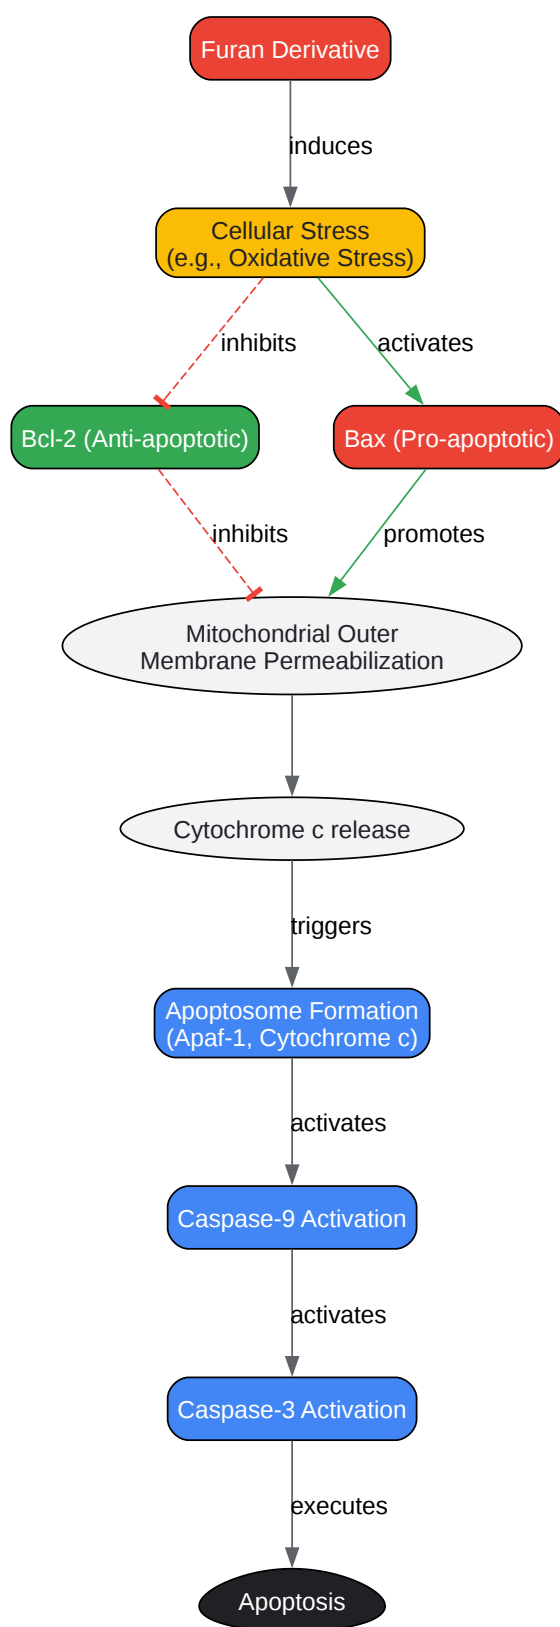 Furan Derivative
induces
Cellular Stress
(e.g., Oxidative Stress)
inhibits
activates
Bcl-2 (Anti-apoptotic)
Bax (Pro-apoptotic)
inhibits
promotes
Mitochondrial Outer
Membrane Permeabilization
Cytochrome c release
triggers
Apoptosome Formation
(Apaf-1, Cytochrome c)
activates
Caspase-9 Activation
activates
Caspase-3 Activation
executes
Apoptosis